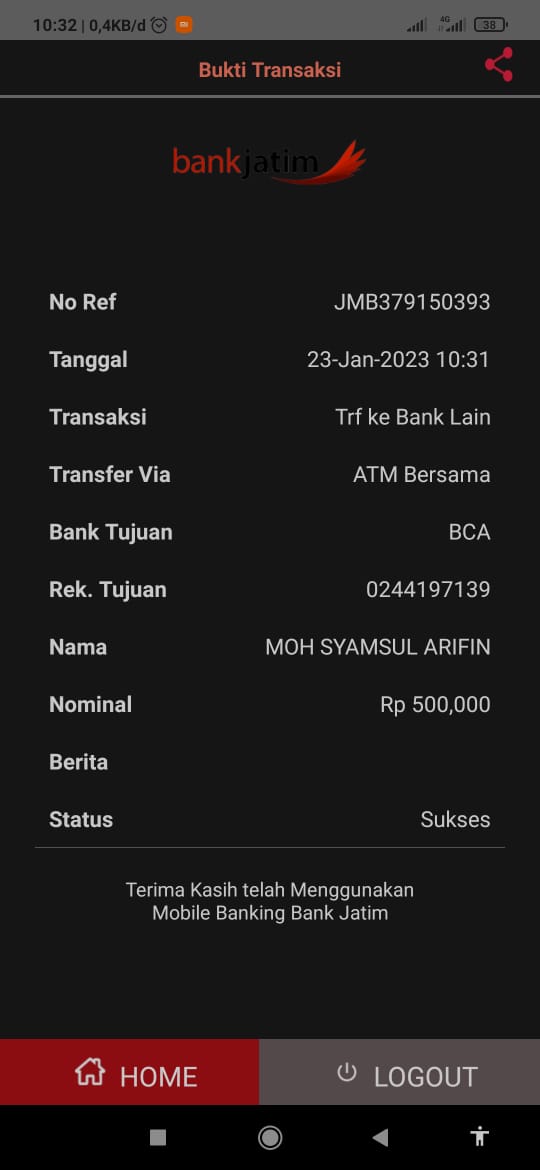 10:32 | 0,4KB/d
4G
38
Bukti Transaksi
bankjatim
No Ref JMB379150393
Tanggal 23-Jan-2023 10:31
Transaksi Trf ke Bank Lain
Transfer Via ATM Bersama
Bank Tujuan BCA
Rek. Tujuan 0244197139
Nama MOH SYAMSUL ARIFIN
Nominal Rp 500,000
Berita
Status Sukses
Terima Kasih telah Menggunakan
Mobile Banking Bank Jatim
HOME LOGOUT